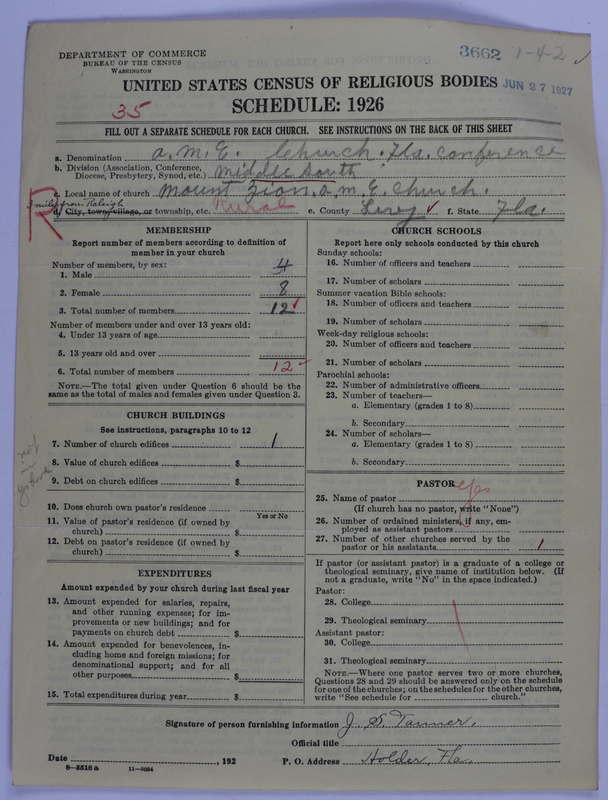 3662 1-4-2
DEPARTMENT OF COMMERCE
BUREAU OF THE CENSUS
WASHINGTON
UNITED STATES CENSUS OF RELIGIOUS BODIES JUN 27 1927
35
SCHEDULE: 1926
FILL OUT A SEPARATE SCHEDULE FOR EACH CHURCH. SEE INSTRUCTIONS ON THE BACK OF THIS SHEET
a. Denomination A.M.E. Church. Fla. Conference
b. Division (Association, Conference, Diocese, Presbytery, Synod, etc.) Middle South
c. Local name of church Mount Zion. A.M.E. Church.
R 3 miles from Raleigh
d. City, town, village, or township, etc. Rural e. County Levy f. State Fla.
MEMBERSHIP
Report number of members according to definition of
member in your church
Number of members, by sex:
1. Male 4
2. Female 8
3. Total number of members 12
Number of members under and over 13 years old:
4. Under 13 years of age
5. 13 years old and over
6. Total number of members 12
NOTE.—The total given under Question 6 should be the
same as the total of males and females given under Question 3.
CHURCH BUILDINGS
See instructions, paragraphs 10 to 12
7. Number of church edifices 1
8. Value of church edifices $
9. Debt on church edifices $
not
in
10. Does church own pastor's residence
Yes or No
11. Value of pastor's residence (if owned by
church) $
12. Debt on pastor's residence (if owned by
church) $
EXPENDITURES
Amount expended by your church during last fiscal year
13. Amount expended for salaries, repairs,
and other running expenses; for im-
provements or new buildings; and for
payments on church debt $
14. Amount expended for benevolences, in-
cluding home and foreign missions; for
denominational support; and for all
other purposes $
15. Total expenditures during year $
CHURCH SCHOOLS
Report here only schools conducted by this church
Sunday schools:
16. Number of officers and teachers
17. Number of scholars
Summer vacation Bible schools:
18. Number of officers and teachers
19. Number of scholars
Week-day religious schools:
20. Number of officers and teachers
21. Number of scholars
Parochial schools:
22. Number of administrative officers
23. Number of teachers—
a. Elementary (grades 1 to 8)
b. Secondary
24. Number of scholars—
a. Elementary (grades 1 to 8)
b. Secondary
PASTOR
yes
25. Name of pastor
(If church has no pastor, write "None")
26. Number of ordained ministers, if any, em-
ployed as assistant pastors
27. Number of other churches served by the
pastor or his assistants 1
If pastor (or assistant pastor) is a graduate of a college or
theological seminary, give name of institution below. (If
not a graduate, write "No" in the space indicated.)
Pastor:
28. College
29. Theological seminary
Assistant pastor:
30. College
31. Theological seminary
NOTE.—Where one pastor serves two or more churches,
Questions 28 and 29 should be answered only on the schedule
for one of the churches; on the schedules for the other churches,
write "See schedule for church."
Signature of person furnishing information J. S. Tanner,
Official title
Date , 192 P. O. Address Holder, Fla.
8-5518 a 11-9034